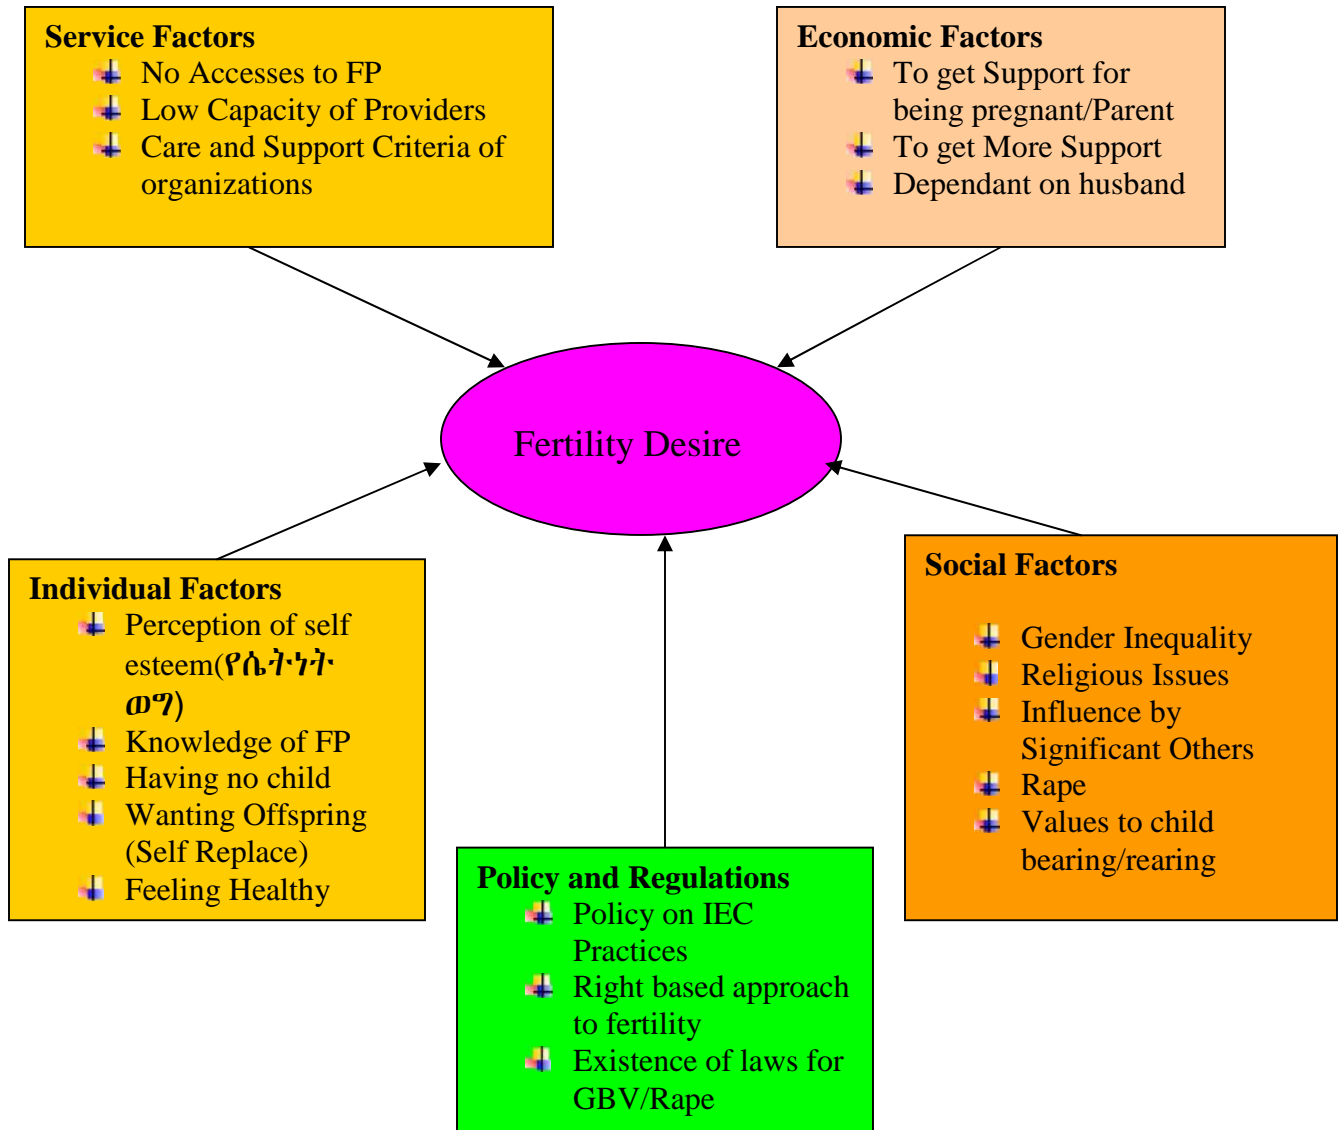 Service Factors
No Accesses to FP
Low Capacity of Providers
Care and Support Criteria of
organizations
Economic Factors
To get Support for
being pregnant/Parent
To get More Support
Dependant on husband
Fertility Desire
Individual Factors
Perception of self
esteem(የሴትነት
ወግ)
Knowledge of FP
Having no child
Wanting Offspring
(Self Replace)
Feeling Healthy
Social Factors
Gender Inequality
Religious Issues
Influence by
Significant Others
Rape
Values to child
bearing/rearing
Policy and Regulations
Policy on IEC
Practices
Right based approach
to fertility
Existence of laws for
GBV/Rape